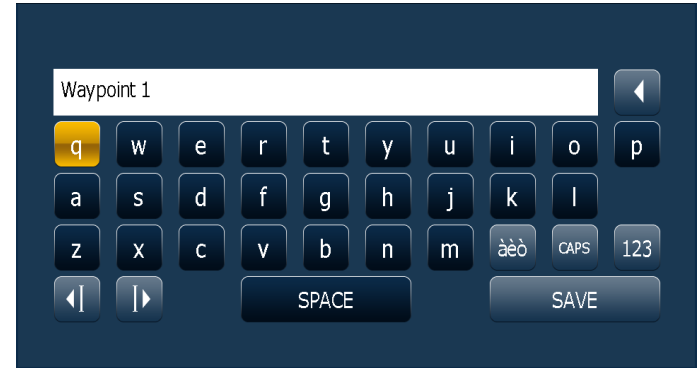 Waypoint 1
q w e r t y u i o p
a s d f g h j k l
z x c v b n m àèò CAPS 123
SPACE SAVE